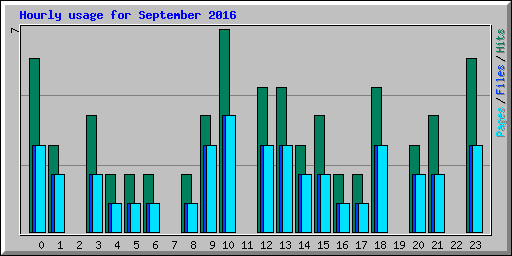 Hourly usage for September 2016
7
Pages/Files/Hits
0 1 2 3 4 5 6 7 8 9 10 11 12 13 14 15 16 17 18 19 20 21 22 23